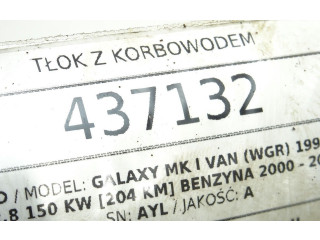 TŁOK Z KORBOWODEM
437132
/ MODEL: GALAXY MK I VAN (WGR) 199
.8 150 KW [204 KM] BENZYNA 2000 - 20
SN: AYL / JAKOŚĆ: A